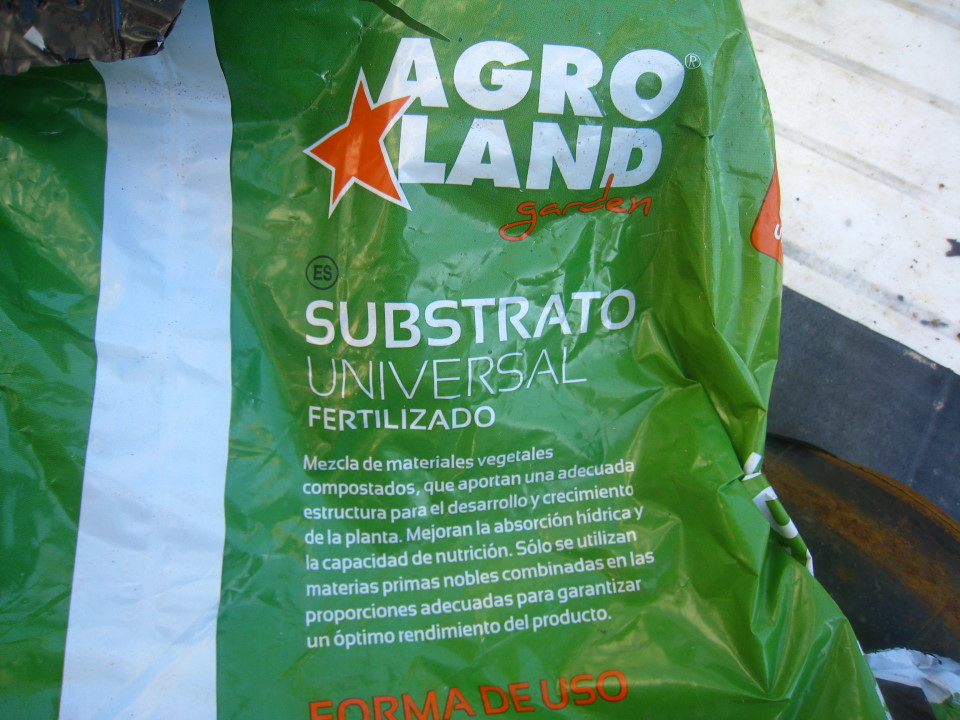 AGRO®
LAND
garden
ES
SUBSTRATO
UNIVERSAL
FERTILIZADO
Mezcla de materiales vegetales
compostados, que aportan una adecuada
estructura para el desarrollo y crecimiento
de la planta. Mejoran la absorción hídrica y
la capacidad de nutrición. Sólo se utilizan
materias primas nobles combinadas en las
proporciones adecuadas para garantizar
un óptimo rendimiento del producto.
FORMA DE USO